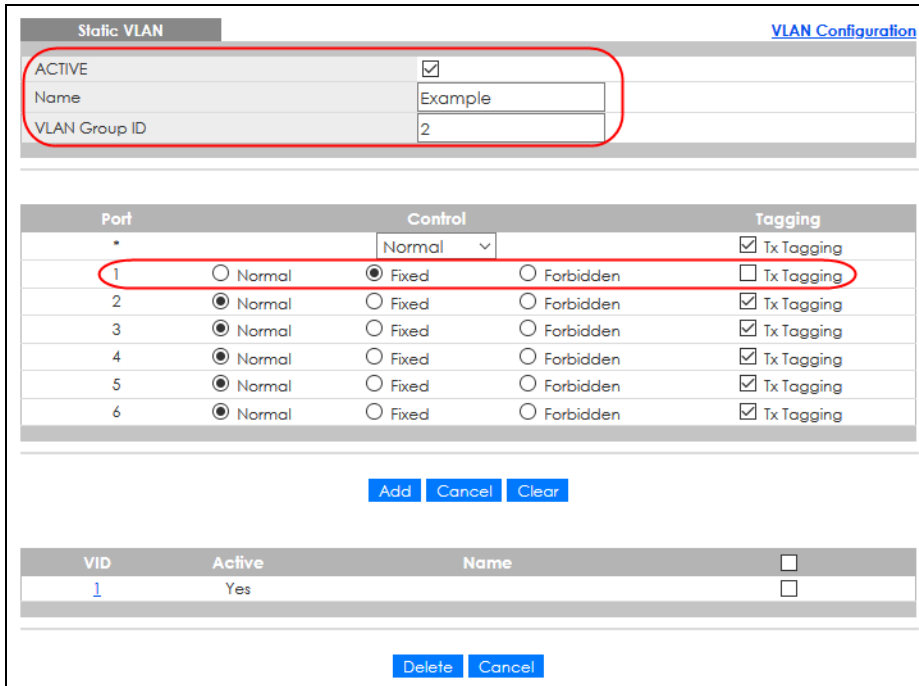 Static VLAN VLAN Configuration
ACTIVE
Name Example
VLAN Group ID 2
Port Control Tagging
* Normal Tx Tagging
1 Normal Fixed Forbidden Tx Tagging
2 Normal Fixed Forbidden Tx Tagging
3 Normal Fixed Forbidden Tx Tagging
4 Normal Fixed Forbidden Tx Tagging
5 Normal Fixed Forbidden Tx Tagging
6 Normal Fixed Forbidden Tx Tagging
Add Cancel Clear
VID Active Name
1 Yes
Delete Cancel